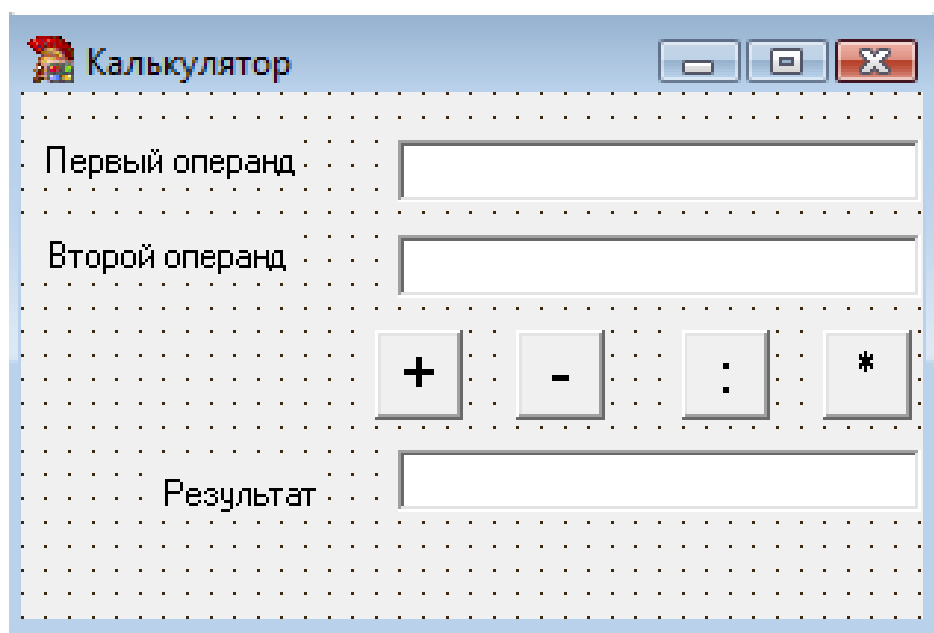 Калькулятор
Первый операнд
Второй операнд
+ - : *
Результат